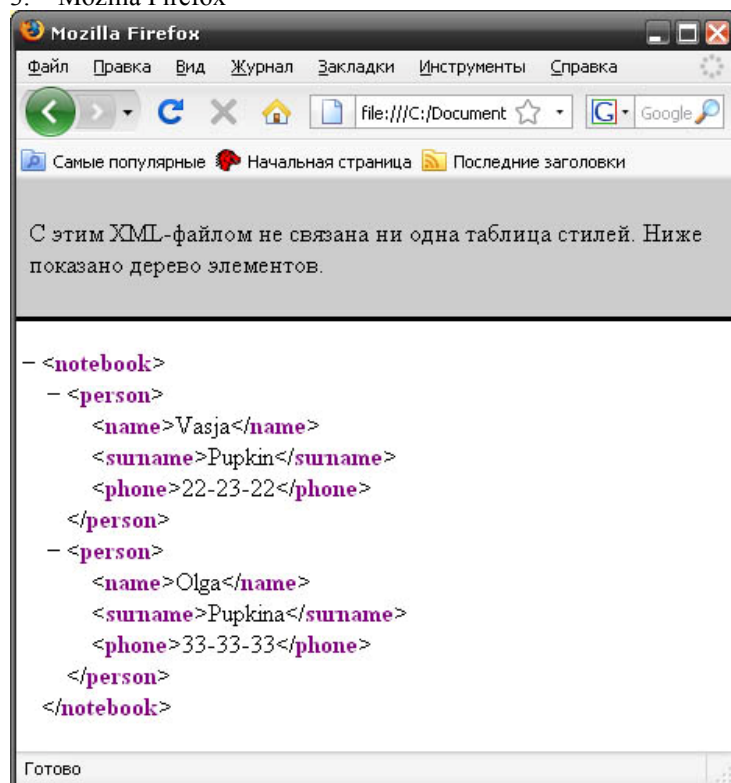 3. Mozilla Firefox
Mozilla Firefox
Файл Правка Вид Журнал Закладки Инструменты Справка
file:///C:/Document G Google
Самые популярные Начальная страница Последние заголовки
С этим XML-файлом не связана ни одна таблица стилей. Ниже
показано дерево элементов.
− <notebook>
− <person>
<name>Vasja</name>
<surname>Pupkin</surname>
<phone>22-23-22</phone>
</person>
− <person>
<name>Olga</name>
<surname>Pupkina</surname>
<phone>33-33-33</phone>
</person>
</notebook>
Готово